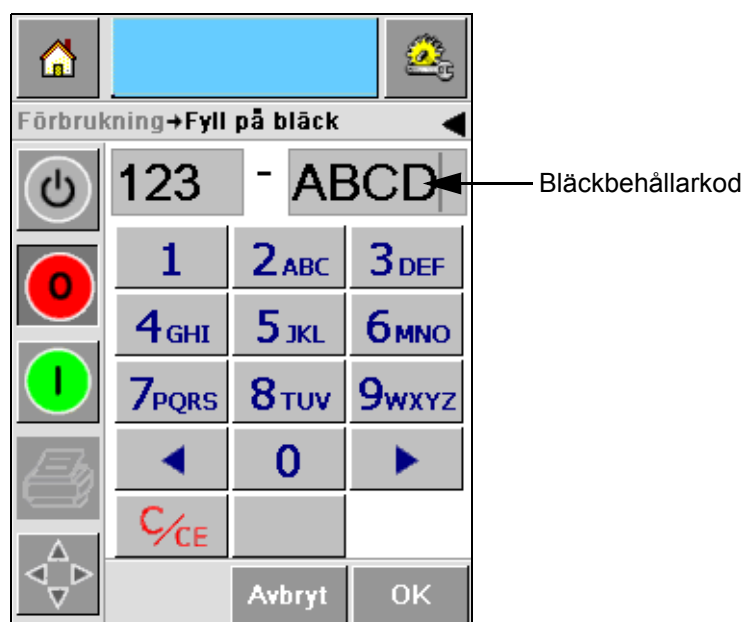 Förbrukning→Fyll på bläck
123 - ABCD
Bläckbehållarkod
O
I
1 2ABC 3DEF
4GHI 5JKL 6MNO
7PQRS 8TUV 9WXYZ
0
C/CE
Avbryt OK